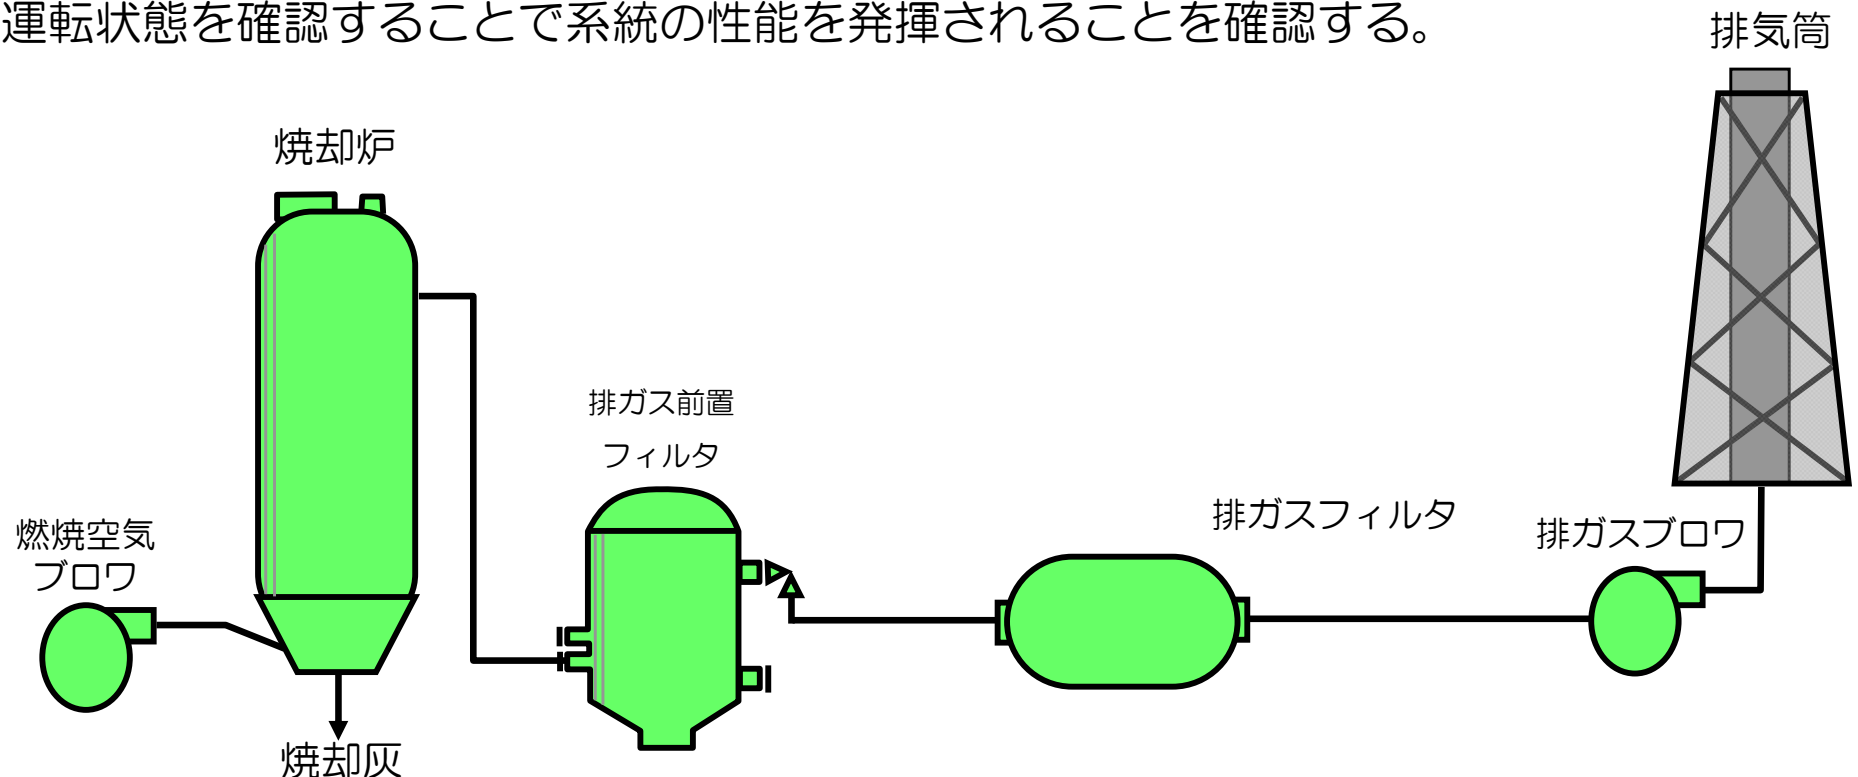 運転状態を確認することで系統の性能を発揮されることを確認する。
排気筒
焼却炉
排ガス前置
フィルタ
排ガスフィルタ
排ガスブロワ
燃焼空気
ブロワ
焼却灰